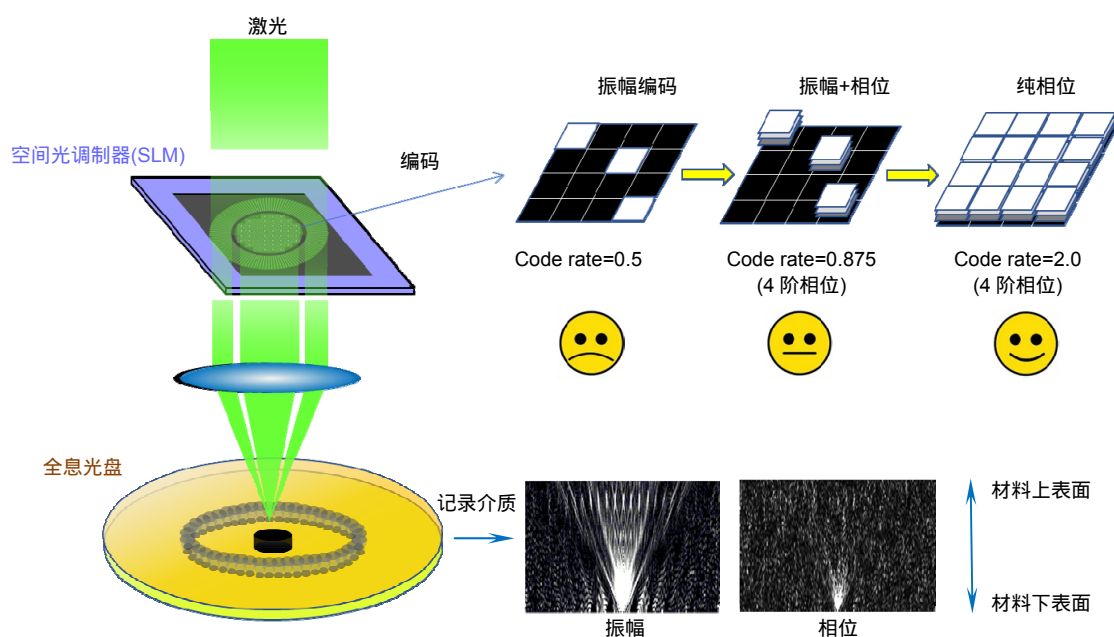 激光
空间光调制器(SLM)
编码
振幅编码
振幅+相位
纯相位
Code rate=0.5
Code rate=0.875
(4 阶相位)
Code rate=2.0
(4 阶相位)
全息光盘
记录介质
振幅
相位
材料上表面
材料下表面